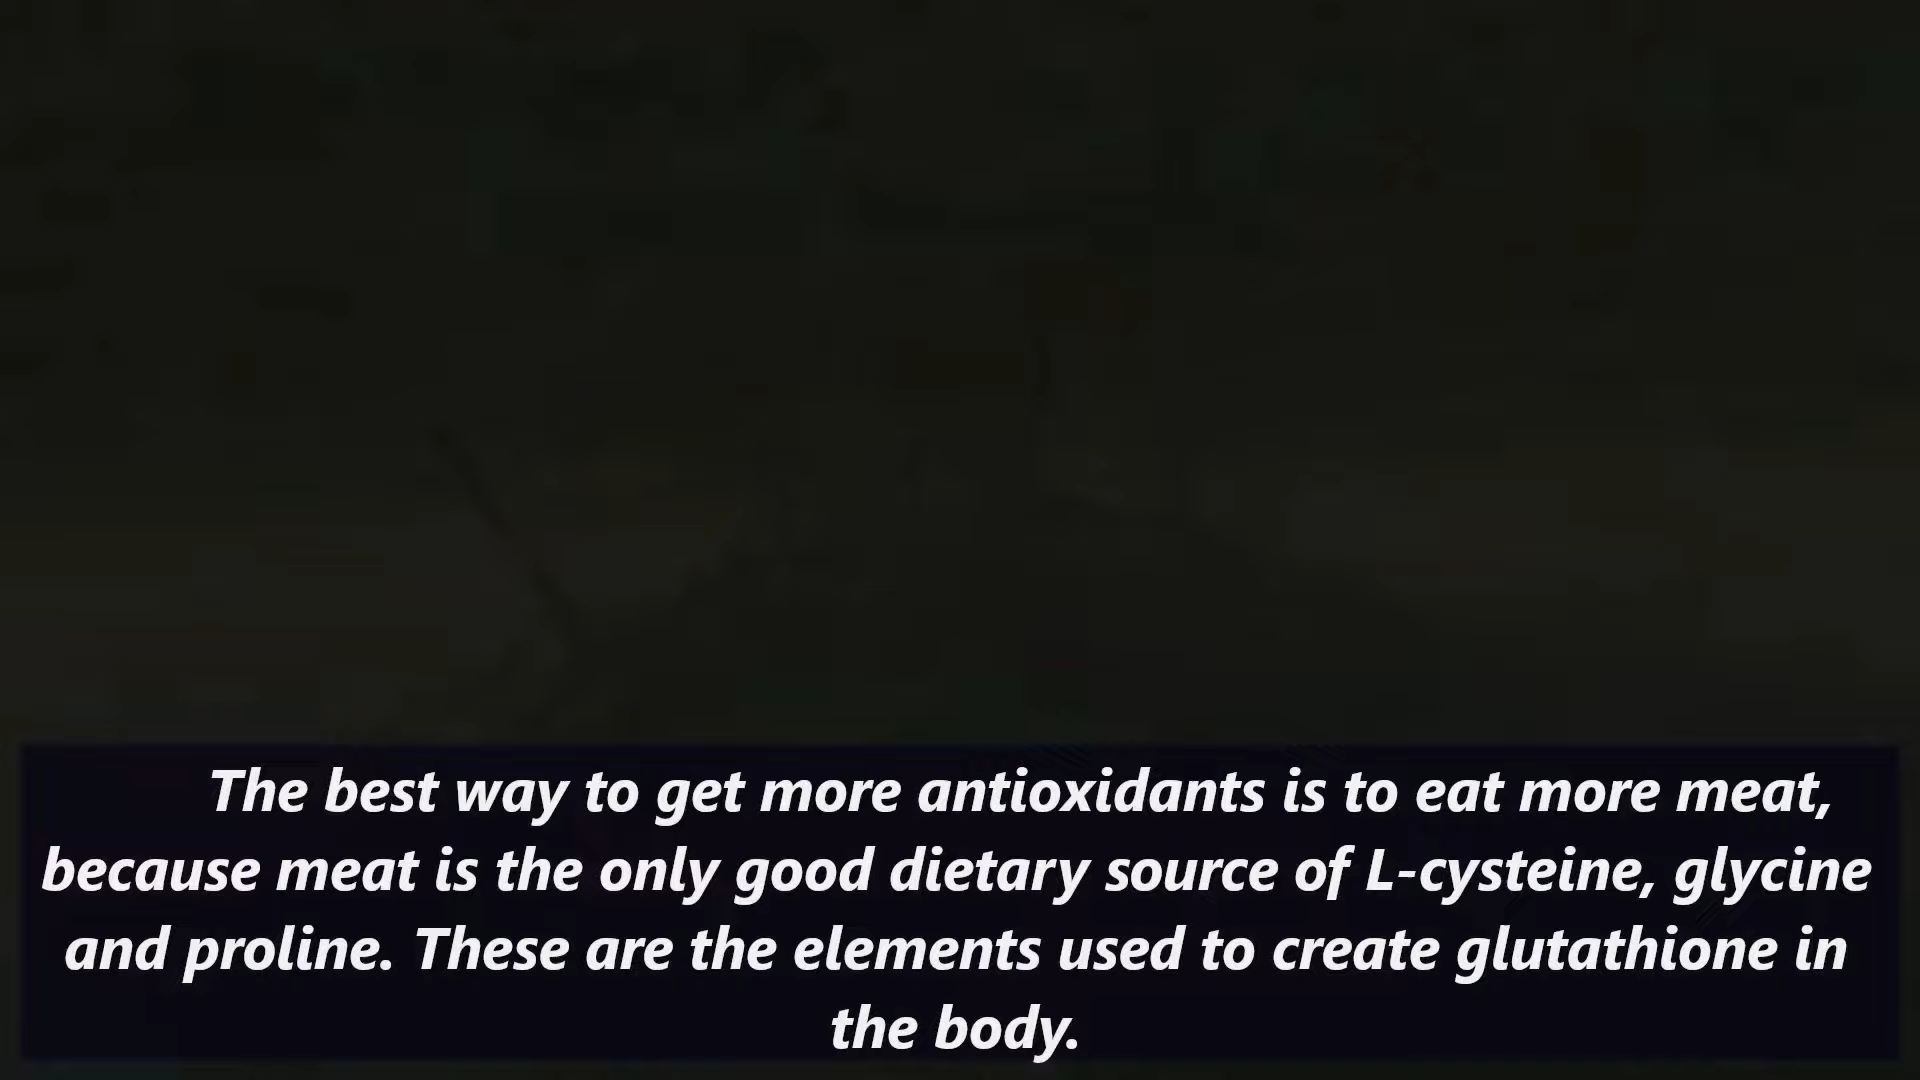 The best way to get more antioxidants is to eat more meat,
because meat is the only good dietary source of L-cysteine, glycine
and proline. These are the elements used to create glutathione in
the body.